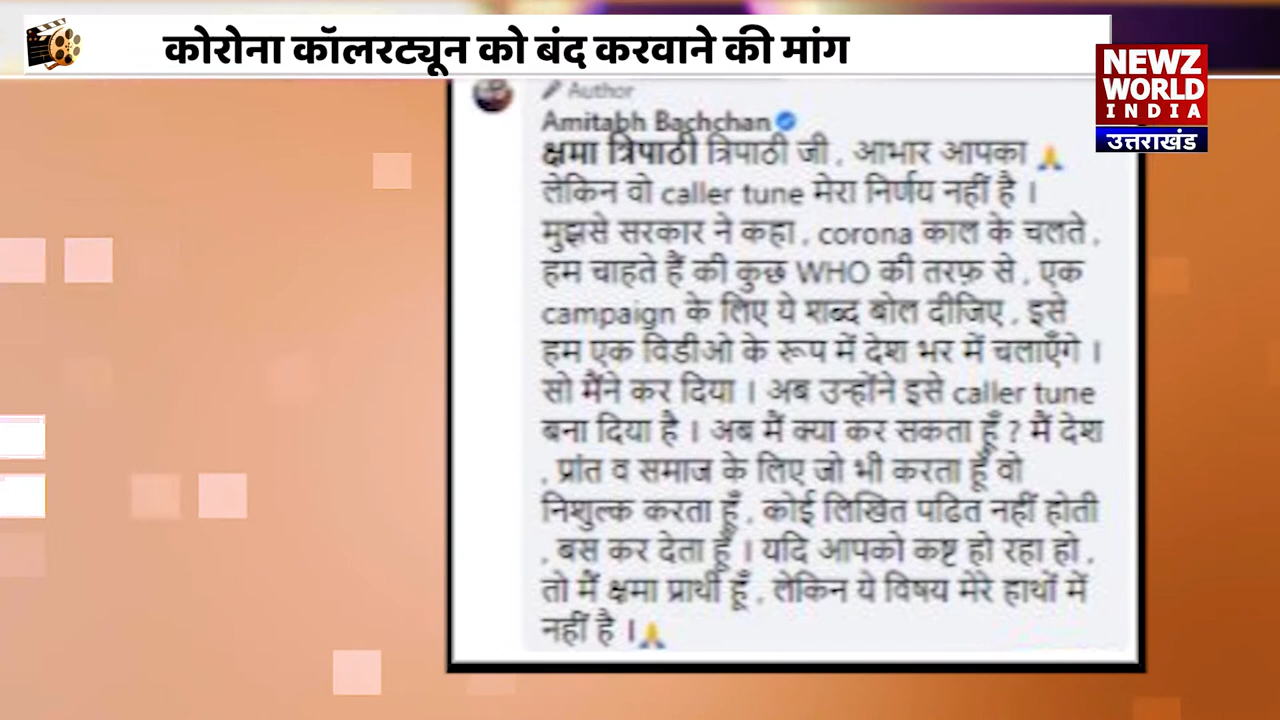 कोरोना कॉलरट्यून को बंद करवाने की मांग
NEWZ
WORLD
INDIA
उत्तराखंड
Author
Amitabh Bachchan
क्षमा त्रिपाठी त्रिपाठी जी , आभार आपका 🙏
लेकिन वो caller tune मेरा निर्णय नहीं है ।
मुझसे सरकार ने कहा , corona काल के चलते ,
हम चाहते हैं की कुछ WHO की तरफ़ से , एक
campaign के लिए ये शब्द बोल दीजिए , इसे
हम एक विडीओ के रूप में देश भर में चलाएँगे ।
सो मैंने कर दिया । अब उन्होंने इसे caller tune
बना दिया है । अब मैं क्या कर सकता हूँ ? मैं देश
, प्रांत व समाज के लिए जो भी करता हूँ वो
निशुल्क करता हूँ , कोई लिखित पढित नहीं होती
, बस कर देता हूँ । यदि आपको कष्ट हो रहा हो ,
तो मैं क्षमा प्रार्थी हूँ , लेकिन ये विषय मेरे हाथों में
नहीं है ।🙏